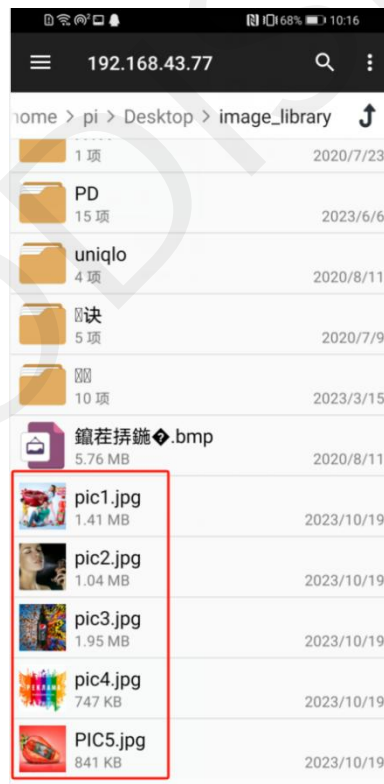 68% 10:16
192.168.43.77
home > pi > Desktop > image_library
1 项
2020/7/23
PD
15 项
2023/6/6
uniqlo
4 项
2020/8/11
诀
5 项
2020/7/9
10 项
2023/3/15
鑹茬搙鍦�.bmp
5.76 MB
2020/8/11
pic1.jpg
1.41 MB
2023/10/19
pic2.jpg
1.04 MB
2023/10/19
pic3.jpg
1.95 MB
2023/10/19
pic4.jpg
747 KB
2023/10/19
PIC5.jpg
841 KB
2023/10/19